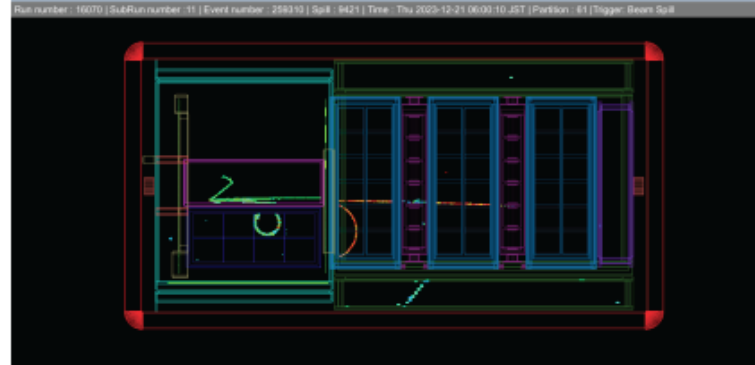 Run number : 16070 | SubRun number :11 | Event number : 259310 | Spill : 9421 | Time : Thu 2023-12-21 06:00:10 JST | Partition : 61 |Trigger: Beam Spill